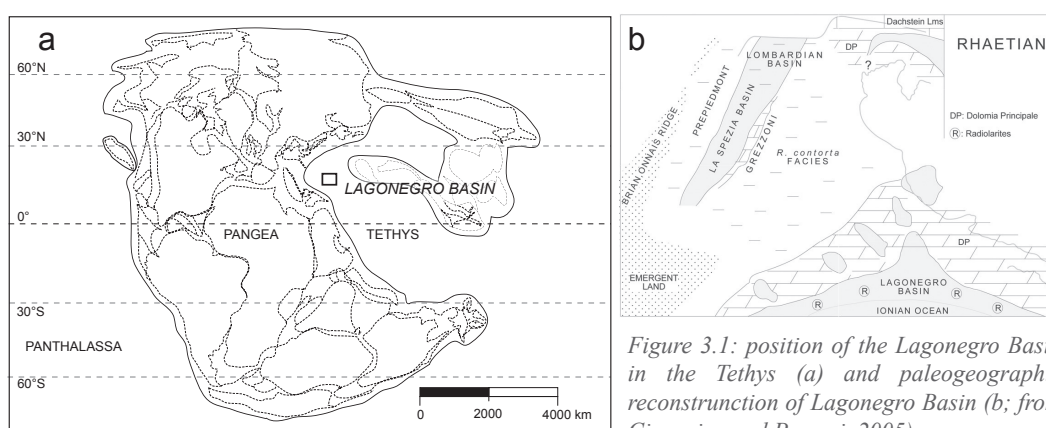 a
60°N
30°N
LAGONEGRO BASIN
0°
PANGEA
TETHYS
30°S
PANTHALASSA
60°S
0
2000
4000 km
b
Dachstein Lms
DP
RHAETIAN
LOMBARDIAN
BASIN
?
PREPIEDMONT
BRIANÇONNAIS RIDGE
LA SPEZIA BASIN
GREZZONI
DP: Dolomia Principale
R : Radiolarites
R. contorta
FACIES
DP
EMERGENT
LAND
LAGONEGRO
BASIN
R
R
R
R
IONIAN OCEAN
Figure 3.1: position of the Lagonegro Basi
in the Tethys (a) and paleogeograph
reconstrunction of Lagonegro Basin (b; fro
2005)